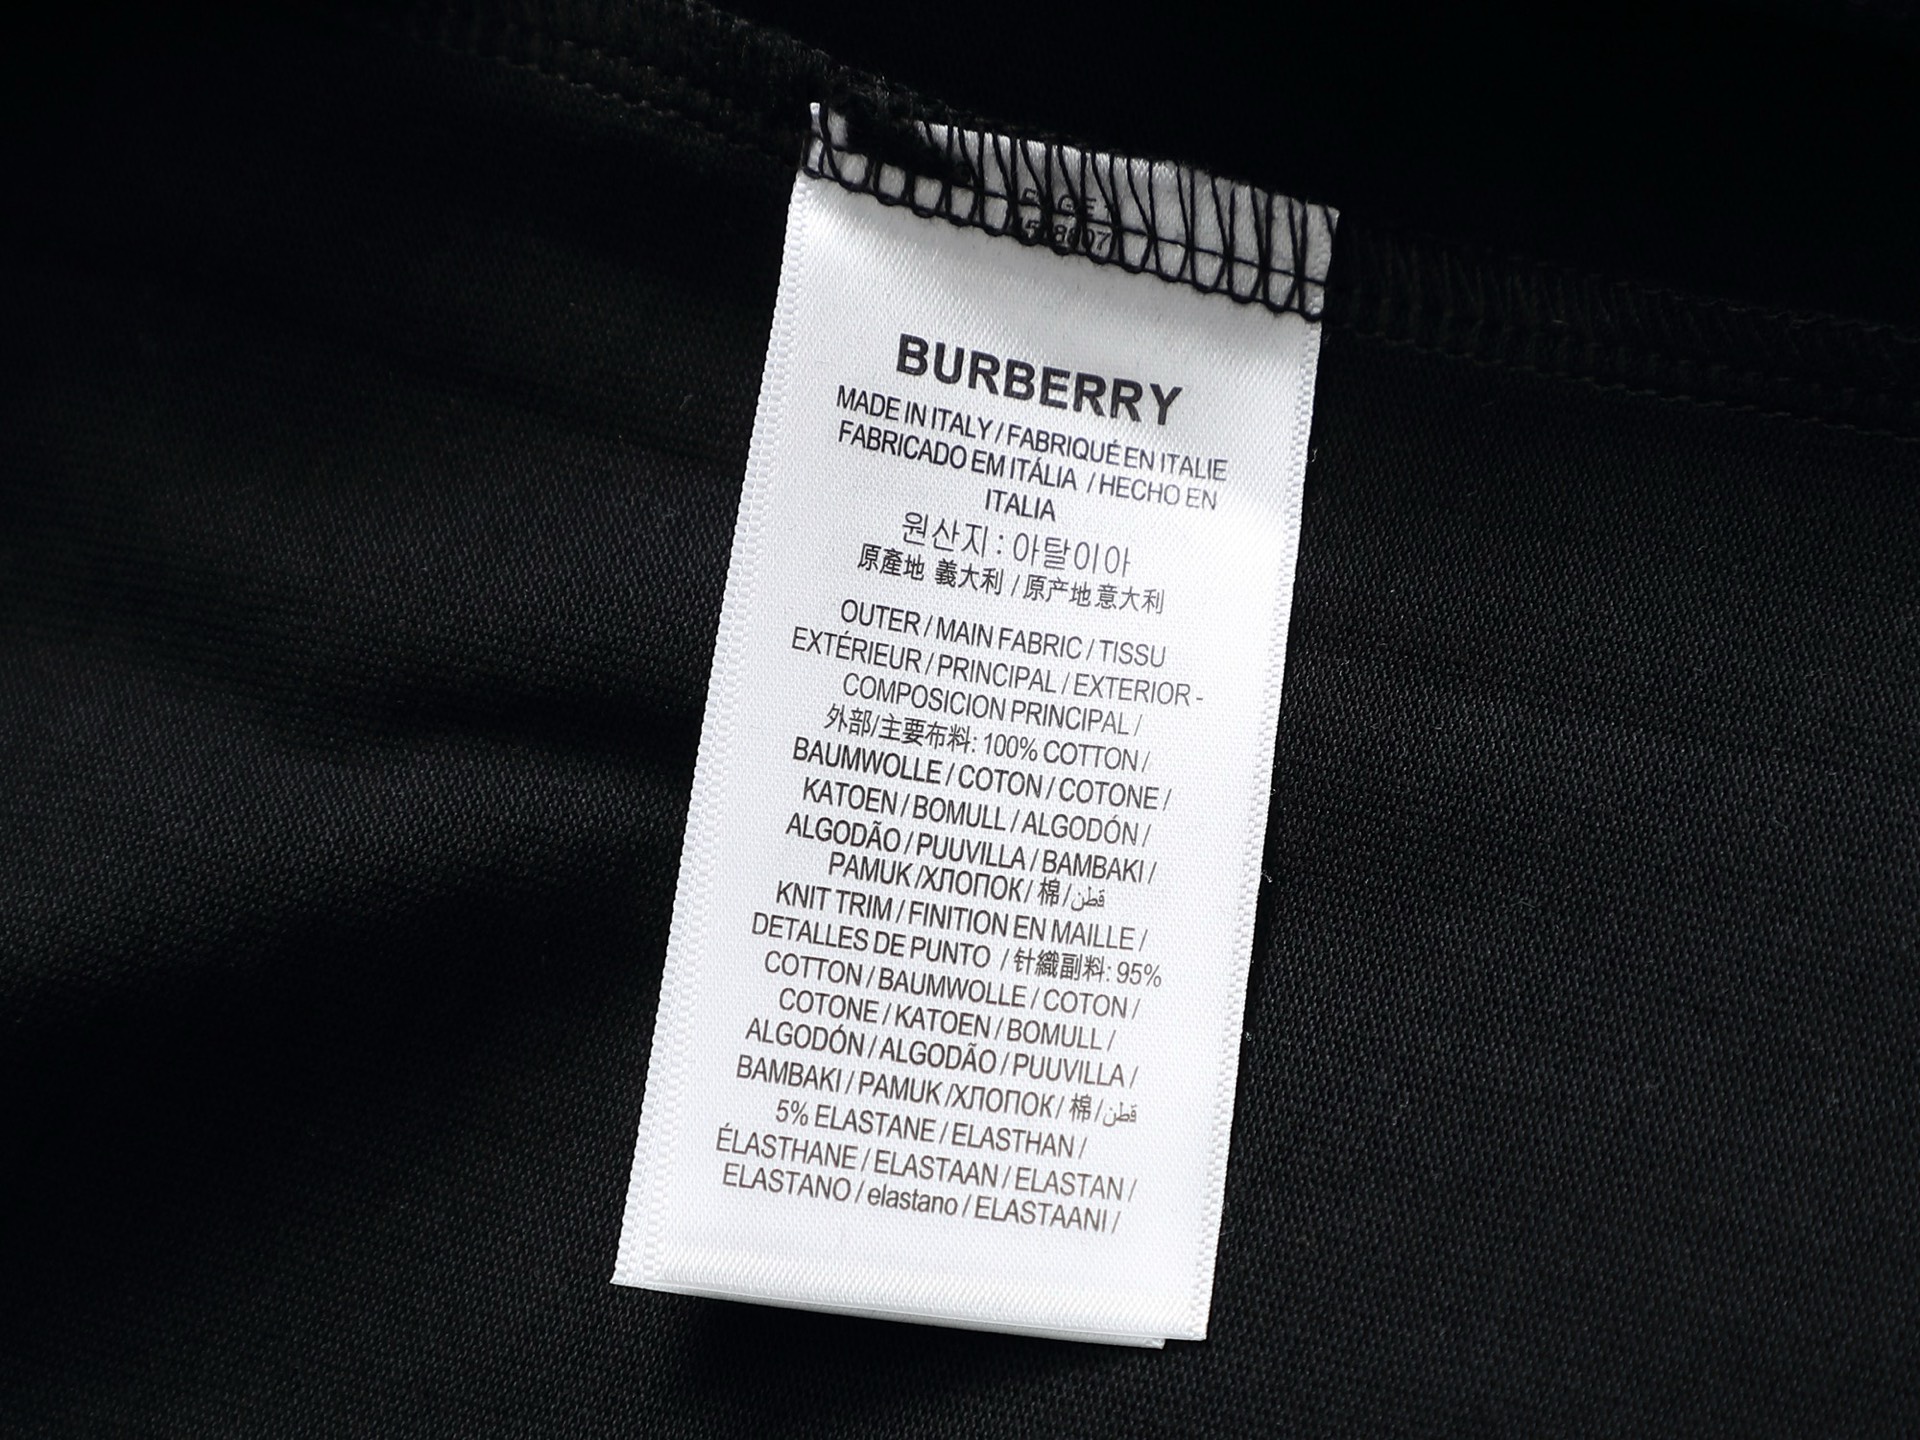 BURBERRY
MADE IN ITALY / FABRIQUÉ EN ITALIE
FABRICADO EM ITÁLIA / HECHO EN
ITALIA
원산지 : 아탈이아
原產地 義大利 / 原产地意大利
OUTER / MAIN FABRIC / TISSU
EXTÉRIEUR / PRINCIPAL / EXTERIOR -
COMPOSICION PRINCIPAL /
外部/主要布料: 100% COTTON /
BAUMWOLLE / COTON / COTONE /
KATOEN / BOMULL / ALGODÓN /
ALGODÃO / PUUVILLA / BAMBAKI /
PAMUK /ХЛОПОК/ 棉/قطن
KNIT TRIM / FINITION EN MAILLE /
DETALLES DE PUNTO / 针織副料: 95%
COTTON / BAUMWOLLE / COTON /
COTONE / KATOEN / BOMULL /
ALGODÓN / ALGODÃO / PUUVILLA /
BAMBAKI / PAMUK /ХЛОПОК/ 棉/قطن
5% ELASTANE / ELASTHAN /
ÉLASTHANE / ELASTAAN / ELASTAN /
ELASTANO / elastano / ELASTAANI /